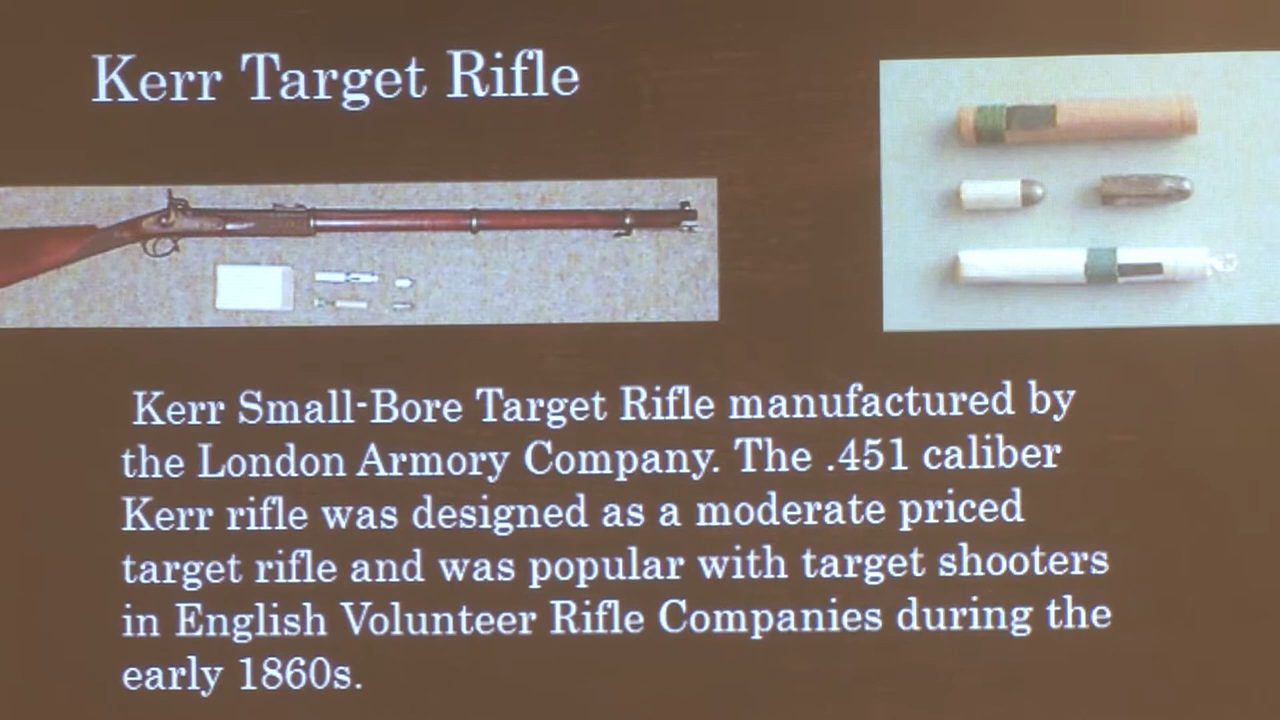 Kerr Target Rifle
Kerr Small-Bore Target Rifle manufactured by
the London Armory Company. The .451 caliber
Kerr rifle was designed as a moderate priced
target rifle and was popular with target shooters
in English Volunteer Rifle Companies during the
early 1860s.